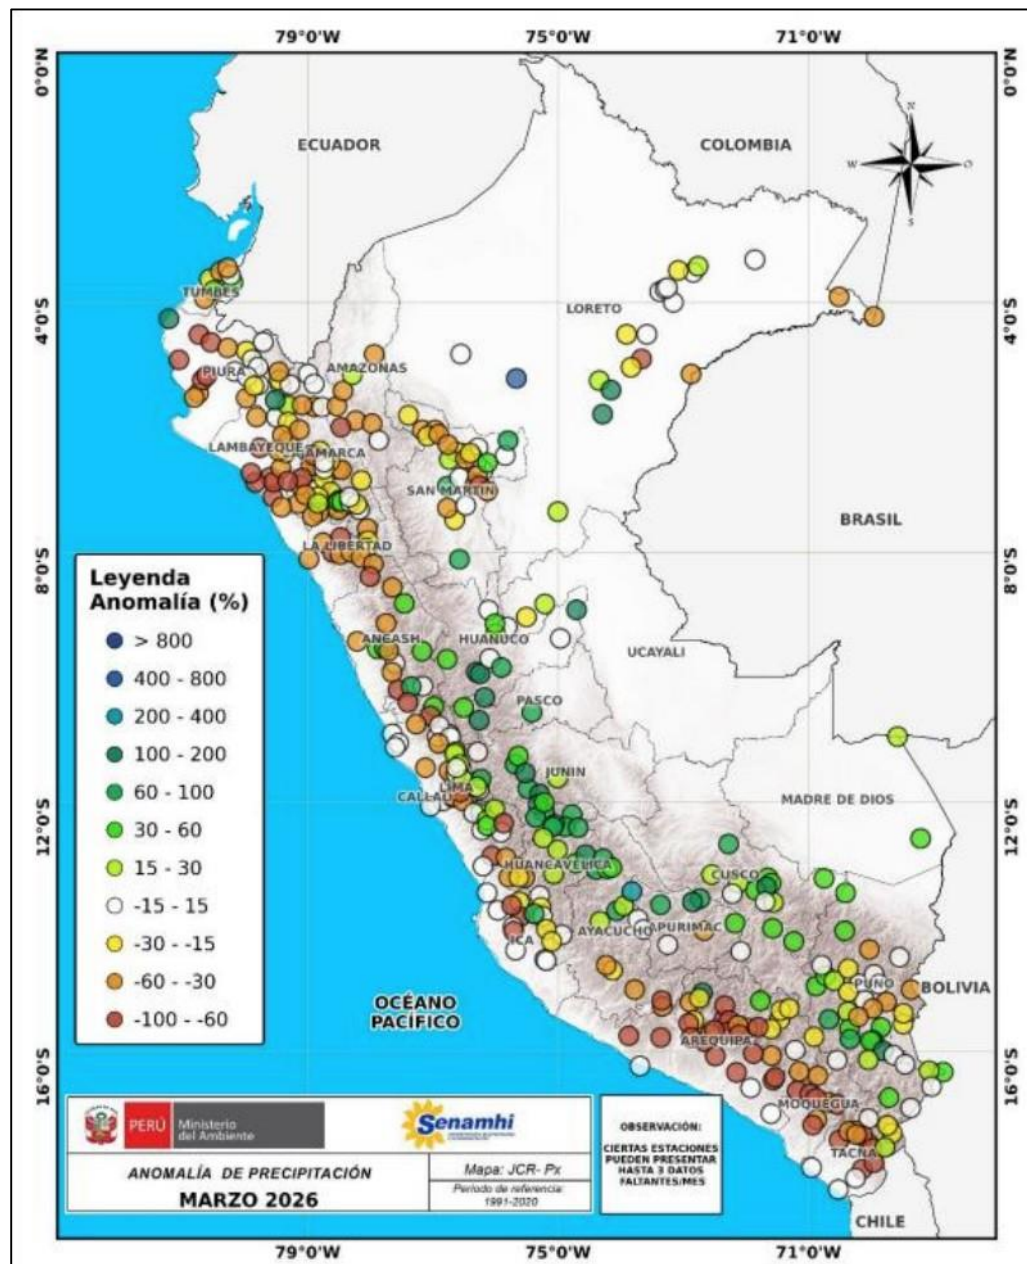 79°0'W 75°0'W 71°0'W
0°0'N
0°0'N
ECUADOR
COLOMBIA
N
W
O
S
TUMBES
LORETO
4°0'S
4°0'S
PIURA
AMAZONAS
LAMBAYEQUE
CAJAMARCA
SAN MARTIN
BRASIL
LA LIBERTAD
8°0'S
8°0'S
Leyenda
Anomalía (%)
> 800
400 - 800
200 - 400
100 - 200
60 - 100
30 - 60
15 - 30
-15 - 15
-30 - -15
-60 - -30
-100 - -60
ANCASH
HUANUCO
UCAYALI
PASCO
JUNIN
LIMA
CALLAO
MADRE DE DIOS
12°0'S
12°0'S
HUANCAVELICA
CUSCO
AYACUCHO
APURIMAC
ICA
PUNO
BOLIVIA
OCÉANO
PACÍFICO
AREQUIPA
16°0'S
16°0'S
MOQUEGUA
TACNA
CHILE
PERÚ
Ministerio
del Ambiente
Senamhi
ANOMALÍA DE PRECIPITACIÓN
MARZO 2026
Mapa: JCR- Px
Periodo de referencia:
1991-2020
OBSERVACIÓN:
CIERTAS ESTACIONES
PUEDEN PRESENTAR
HASTA 3 DATOS
FALTANTES/MES
79°0'W 75°0'W 71°0'W